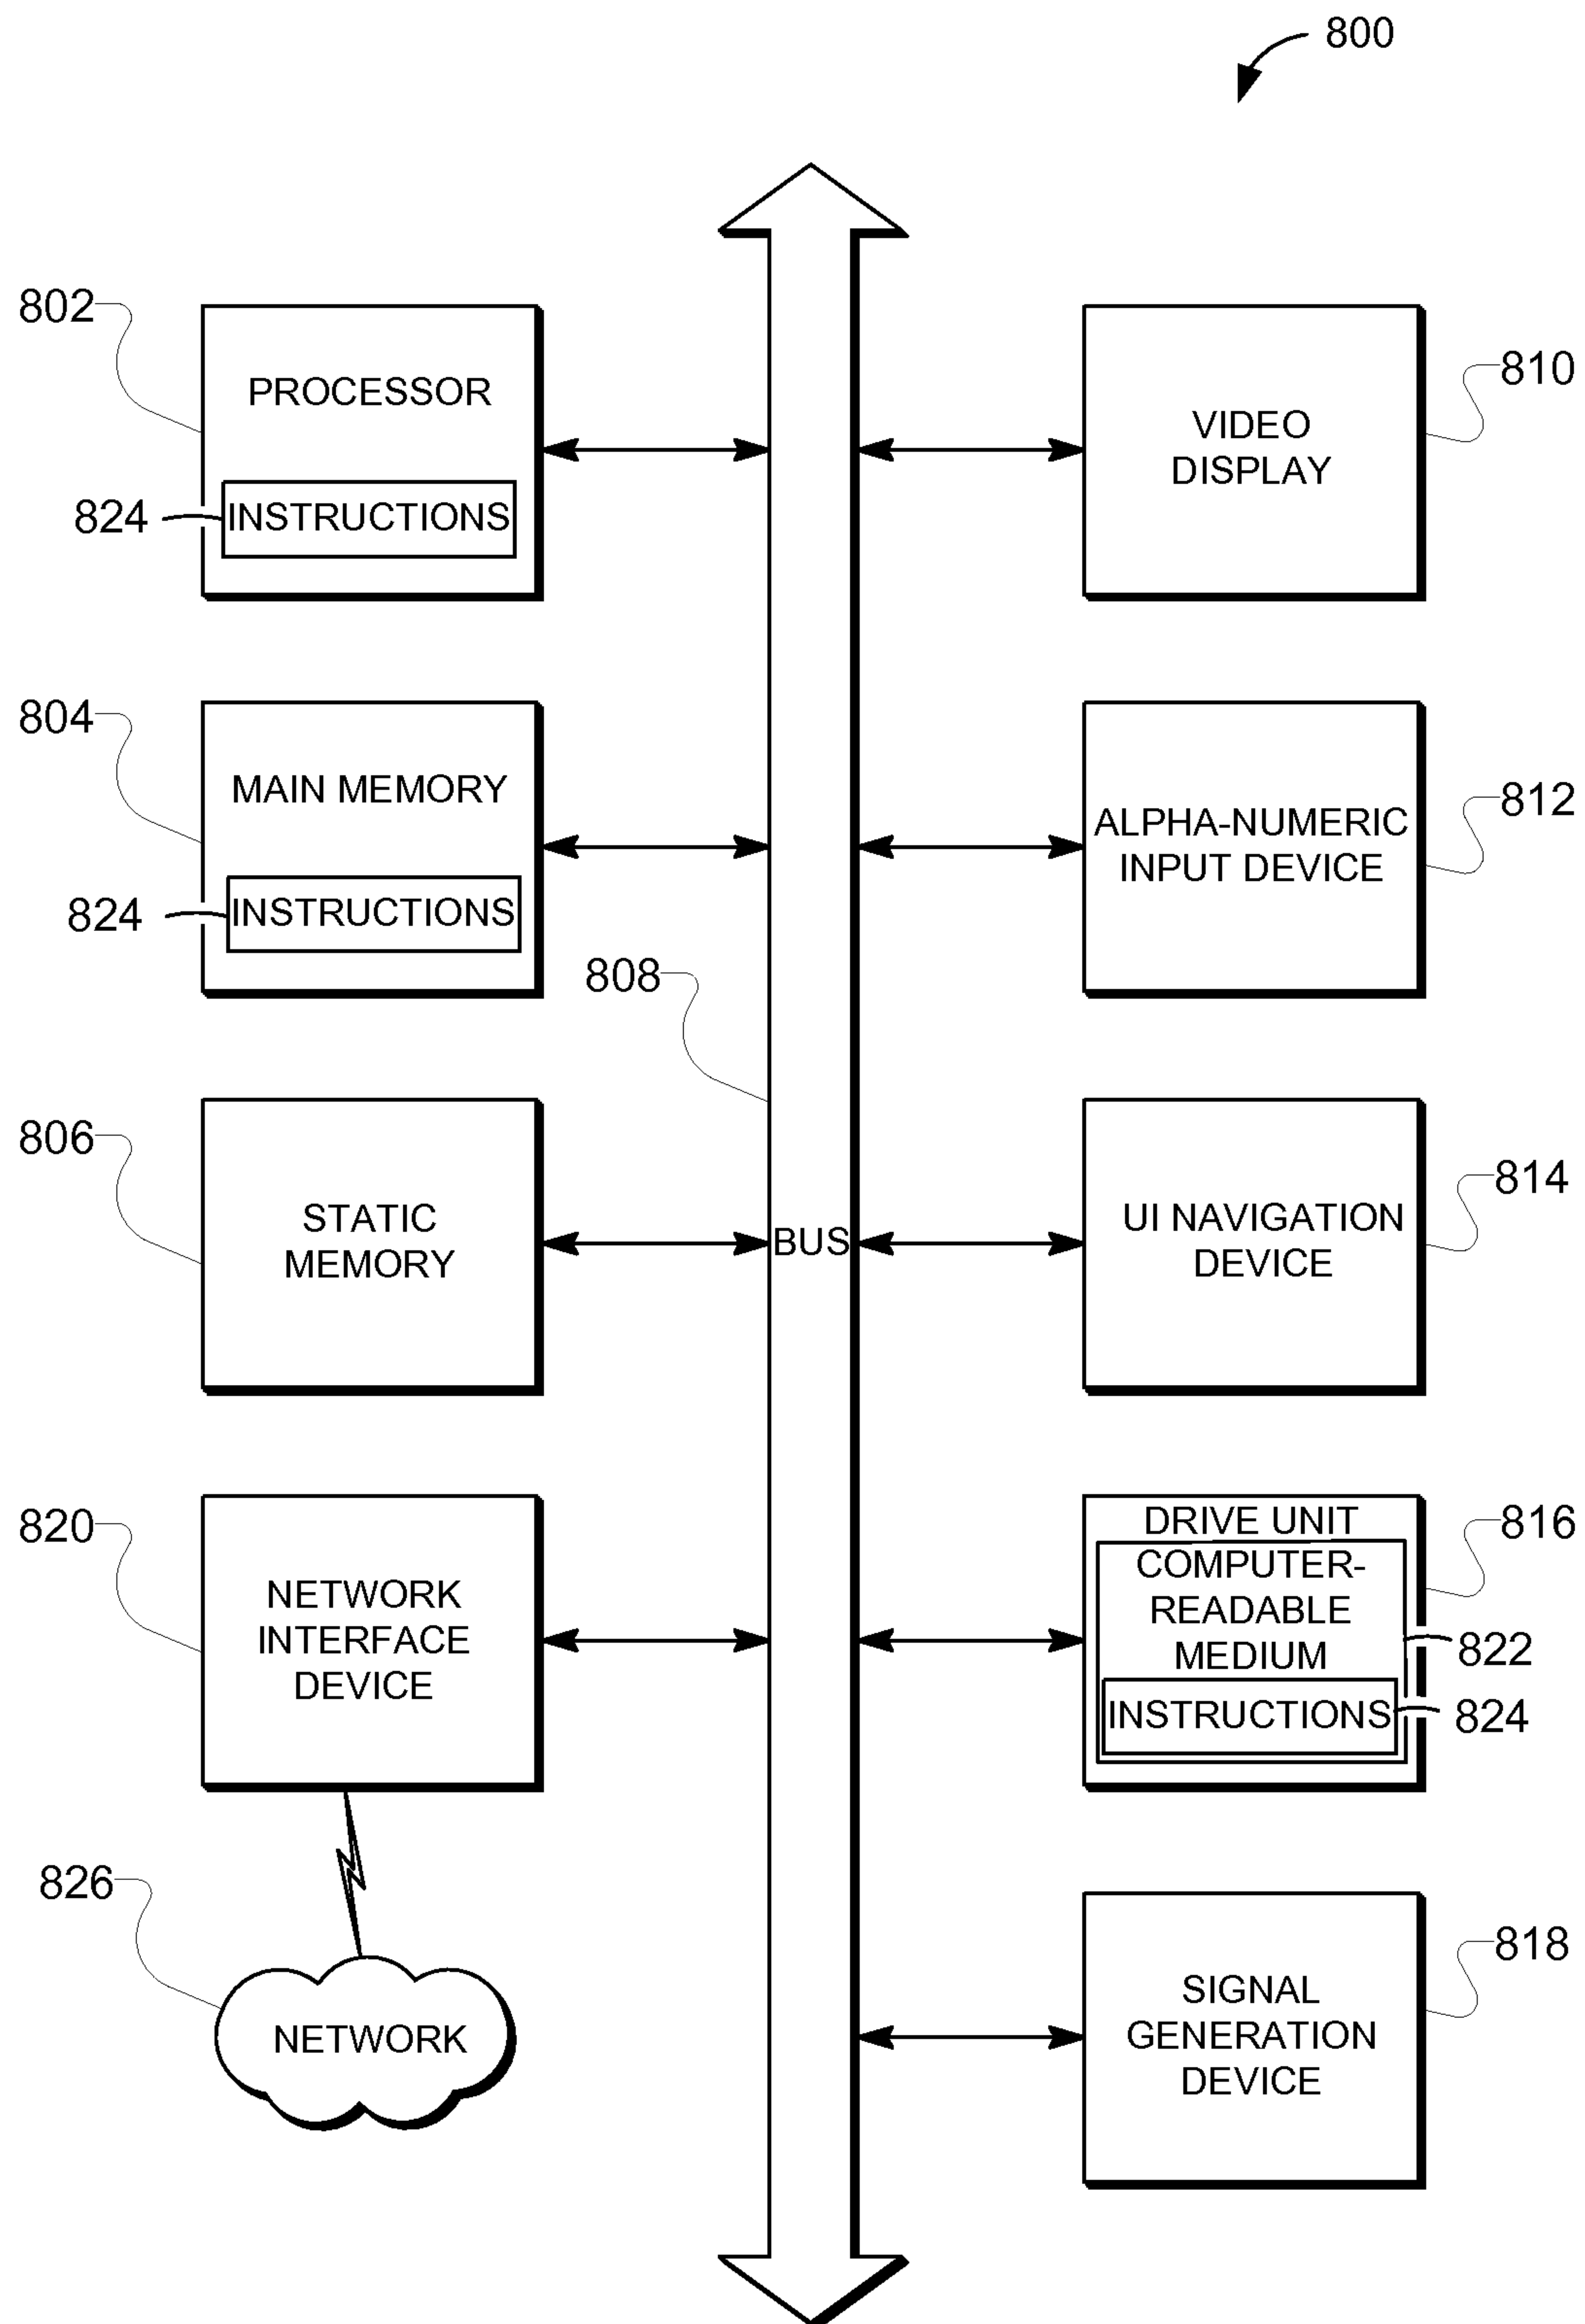 800
802
PROCESSOR
824
INSTRUCTIONS
810
VIDEO
DISPLAY
804
MAIN MEMORY
824
INSTRUCTIONS
812
ALPHA-NUMERIC
INPUT DEVICE
808
806
STATIC
MEMORY
BUS
814
UI NAVIGATION
DEVICE
820
NETWORK
INTERFACE
DEVICE
816
DRIVE UNIT
COMPUTER-
READABLE
MEDIUM
822
INSTRUCTIONS
824
826
NETWORK
818
SIGNAL
GENERATION
DEVICE